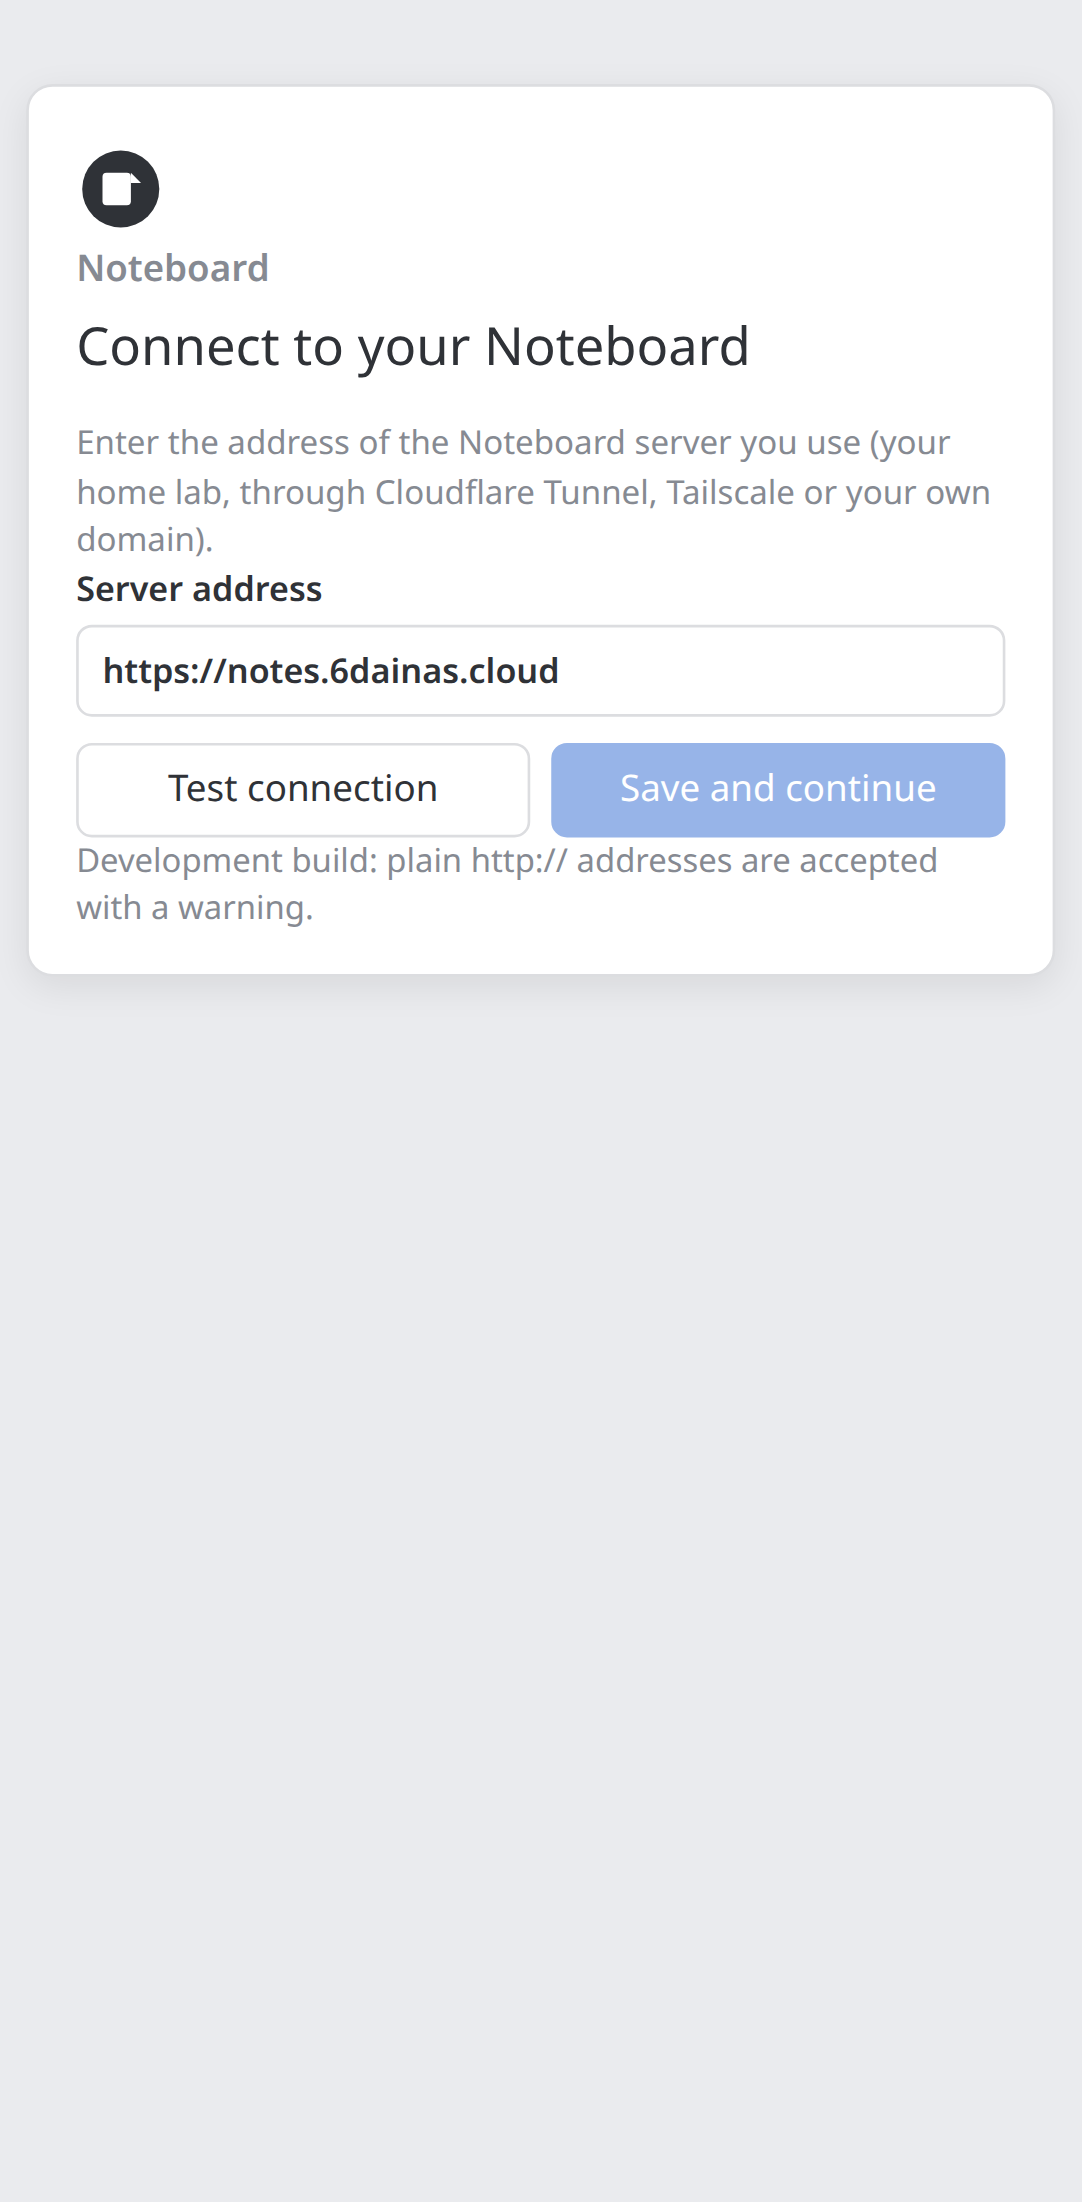 Noteboard
Connect to your Noteboard
Enter the address of the Noteboard server you use (your
home lab, through Cloudflare Tunnel, Tailscale or your own
domain).
Server address
https://notes.6dainas.cloud
Test connection
Save and continue
Development build: plain http:// addresses are accepted
with a warning.